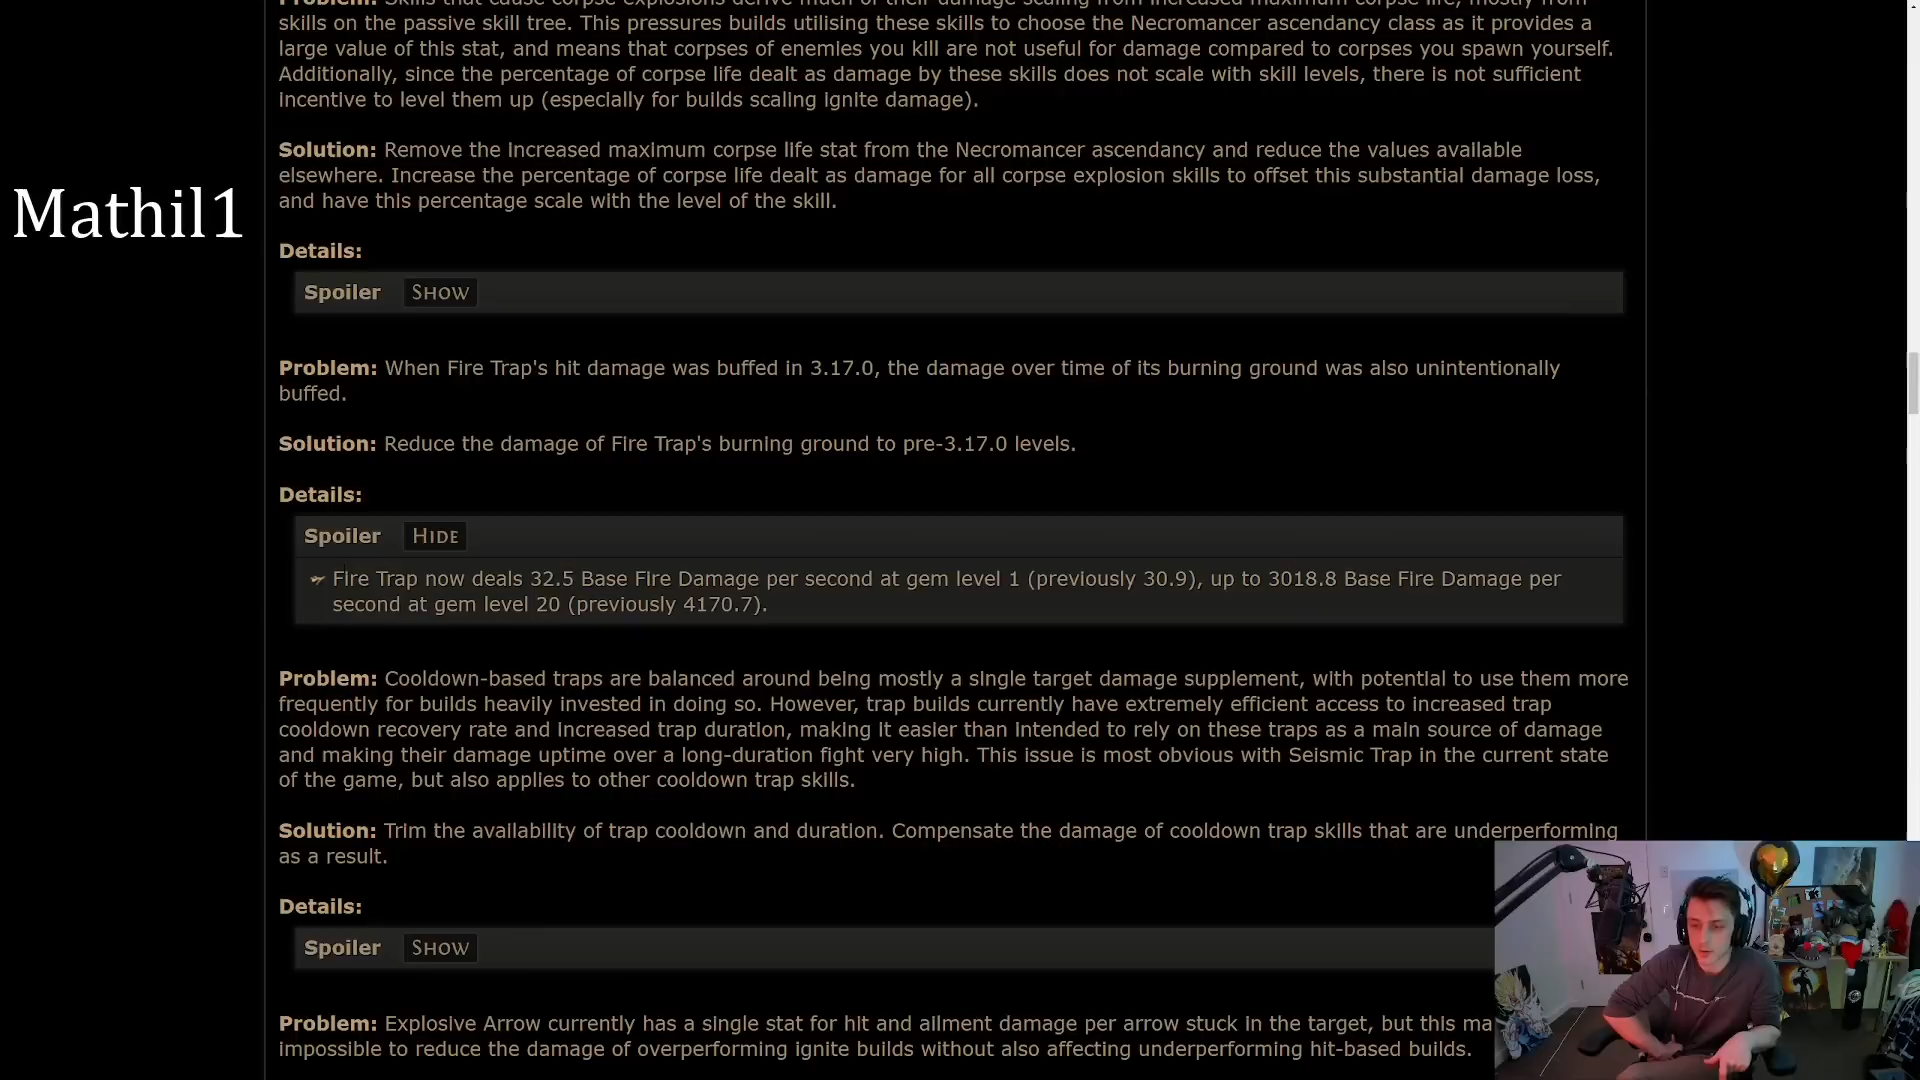 Problem: Skills that cause corpse explosions derive much of their damage scaling from increased maximum corpse life, mostly from
skills on the passive skill tree. This pressures builds utilising these skills to choose the Necromancer ascendancy class as it provides a
large value of this stat, and means that corpses of enemies you kill are not useful for damage compared to corpses you spawn yourself.
Additionally, since the percentage of corpse life dealt as damage by these skills does not scale with skill levels, there is not sufficient
incentive to level them up (especially for builds scaling ignite damage).
Solution: Remove the increased maximum corpse life stat from the Necromancer ascendancy and reduce the values available
elsewhere. Increase the percentage of corpse life dealt as damage for all corpse explosion skills to offset this substantial damage loss,
and have this percentage scale with the level of the skill.
Mathil1
Details:
Spoiler SHOW
Problem: When Fire Trap's hit damage was buffed in 3.17.0, the damage over time of its burning ground was also unintentionally
buffed.
Solution: Reduce the damage of Fire Trap's burning ground to pre-3.17.0 levels.
Details:
Spoiler HIDE
Fire Trap now deals 32.5 Base Fire Damage per second at gem level 1 (previously 30.9), up to 3018.8 Base Fire Damage per
second at gem level 20 (previously 4170.7).
Problem: Cooldown-based traps are balanced around being mostly a single target damage supplement, with potential to use them more
frequently for builds heavily invested in doing so. However, trap builds currently have extremely efficient access to increased trap
cooldown recovery rate and increased trap duration, making it easier than intended to rely on these traps as a main source of damage
and making their damage uptime over a long-duration fight very high. This issue is most obvious with Seismic Trap in the current state
of the game, but also applies to other cooldown trap skills.
Solution: Trim the availability of trap cooldown and duration. Compensate the damage of cooldown trap skills that are underperforming
as a result.
Details:
Spoiler SHOW
Problem: Explosive Arrow currently has a single stat for hit and ailment damage per arrow stuck in the target, but this ma
impossible to reduce the damage of overperforming ignite builds without also affecting underperforming hit-based builds.